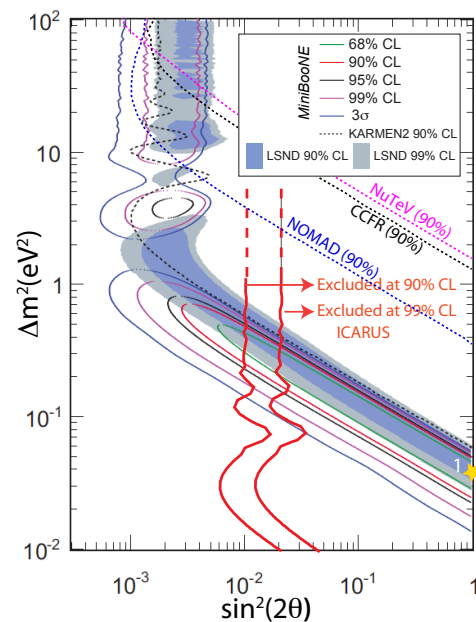 10²
10
1
10⁻¹
10⁻²
Δm²(eV²)
MiniBooNE
68% CL
90% CL
95% CL
99% CL
3σ
KARMEN2 90% CL
LSND 90% CL
LSND 99% CL
NuTeV (90%)
CCFR (90%)
NOMAD (90%)
Excluded at 90% CL
Excluded at 99% CL
ICARUS
1
10⁻³
10⁻²
10⁻¹
1
sin²(2θ)